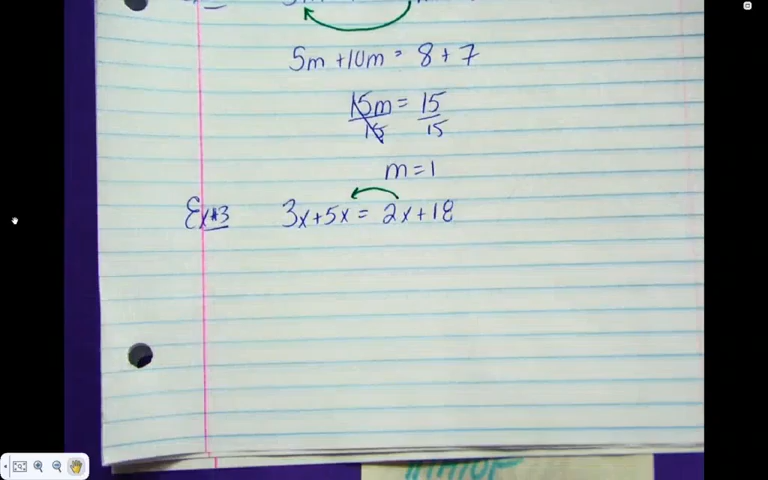 5m + 10m = 8 + 7
15m = 15
15 15
m = 1
Ex#3 3x + 5x = 2x + 18